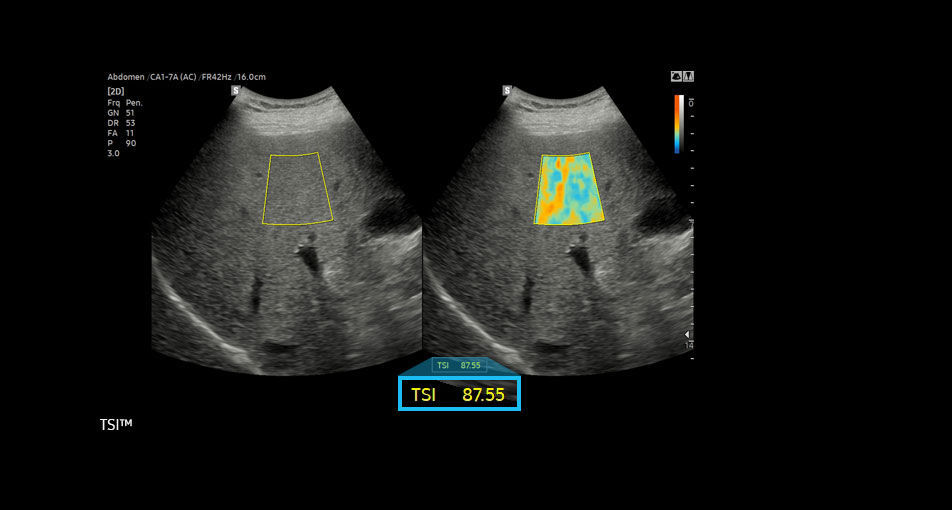 Abdomen /CA1-7A (AC) /FR42Hz /16.0cm
[2D]
Frq Pen.
GN 51
DR 53
FA 11
P 90
3.0
S
S
14
TSI 87.55
TSI 87.55
TSI™